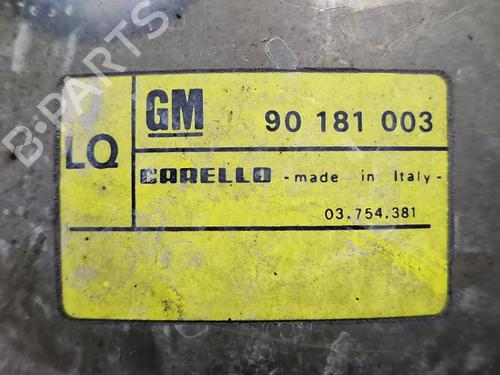 B-PARTS
GM 90 181 003
LQ
CARELLO - made in Italy -
03.754.381